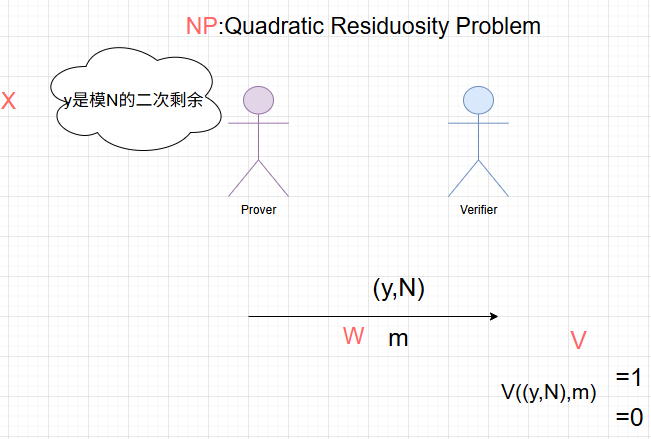 NP:Quadratic Residuosity Problem
X
y是模N的二次剩余
Prover
Verifier
(y,N)
W m
V
V((y,N),m)
=1
=0